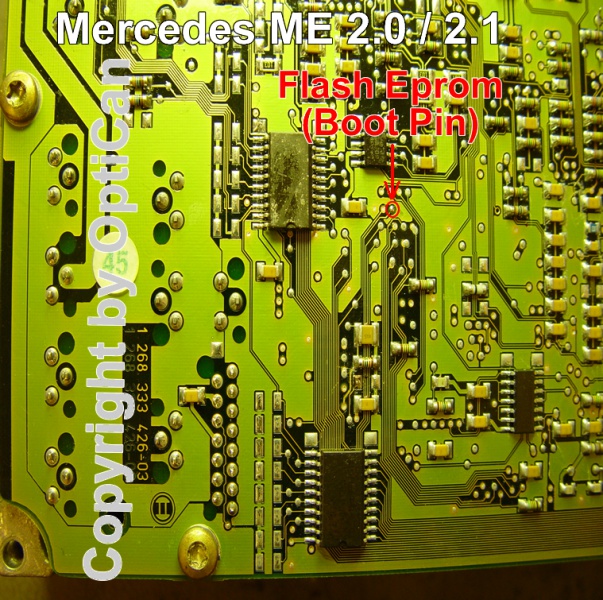 Mercedes ME 2.0 / 2.1
Flash Eprom
(Boot Pin)
Copyright by OptiCan
45
1 268 333 426-03